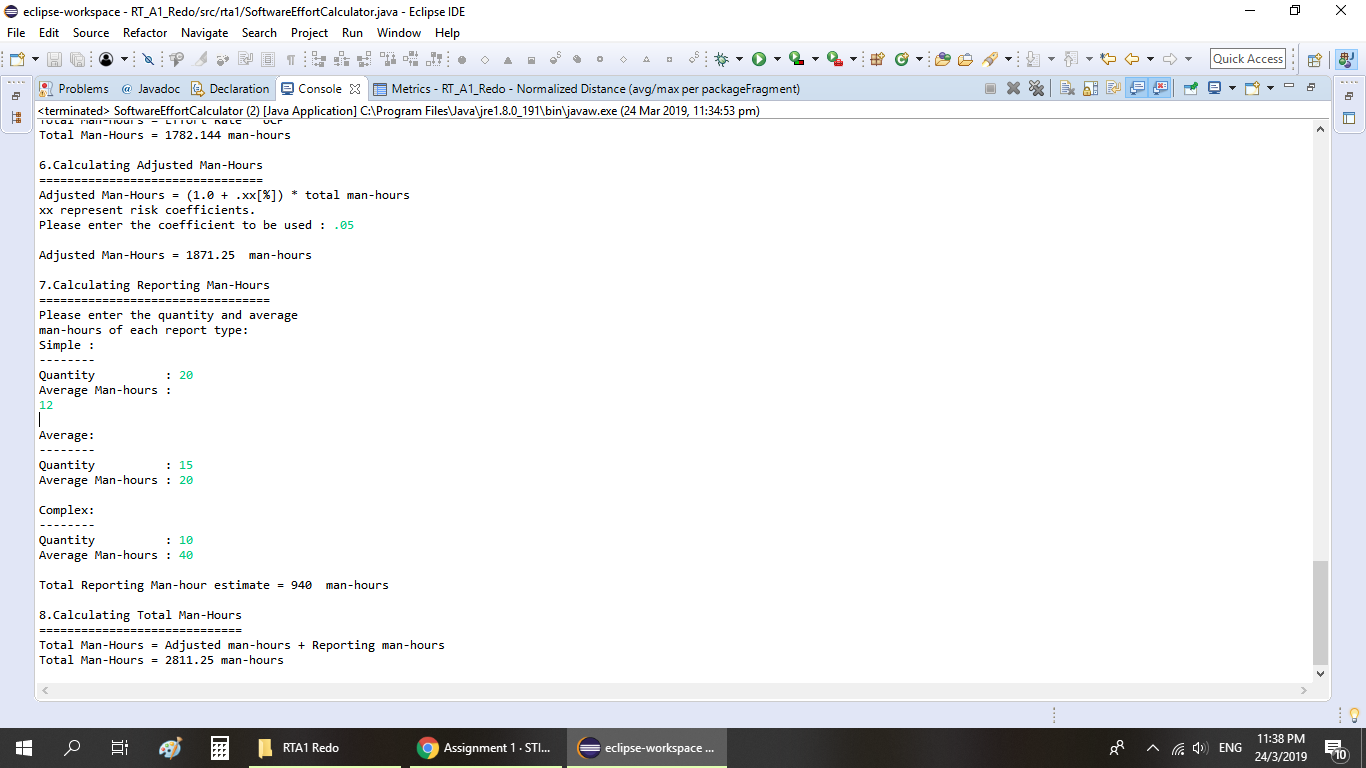 eclipse-workspace - RT_A1_Redo/src/rta1/SoftwareEffortCalculator.java - Eclipse IDE
File Edit Source Refactor Navigate Search Project Run Window Help
Quick Access
Problems @ Javadoc Declaration Console Metrics - RT_A1_Redo - Normalized Distance (avg/max per packageFragment)
<terminated> SoftwareEffortCalculator (2) [Java Application] C:\Program Files\Java\jre1.8.0_191\bin\javaw.exe (24 Mar 2019, 11:34:53 pm)
Total Man-Hours = Effort Rate * UCP
Total Man-Hours = 1782.144 man-hours
6.Calculating Adjusted Man-Hours
================================
Adjusted Man-Hours = (1.0 + .xx[%]) * total man-hours
xx represent risk coefficients.
Please enter the coefficient to be used : .05
Adjusted Man-Hours = 1871.25  man-hours
7.Calculating Reporting Man-Hours
=================================
Please enter the quantity and average
man-hours of each report type:
Simple :
--------
Quantity          : 20
Average Man-hours :
12
Average:
--------
Quantity          : 15
Average Man-hours : 20
Complex:
--------
Quantity          : 10
Average Man-hours : 40
Total Reporting Man-hour estimate = 940  man-hours
8.Calculating Total Man-Hours
=============================
Total Man-Hours = Adjusted man-hours + Reporting man-hours
Total Man-Hours = 2811.25 man-hours
RTA1 Redo
Assignment 1 · STI...
eclipse-workspace ...
ENG
11:38 PM
24/3/2019
10